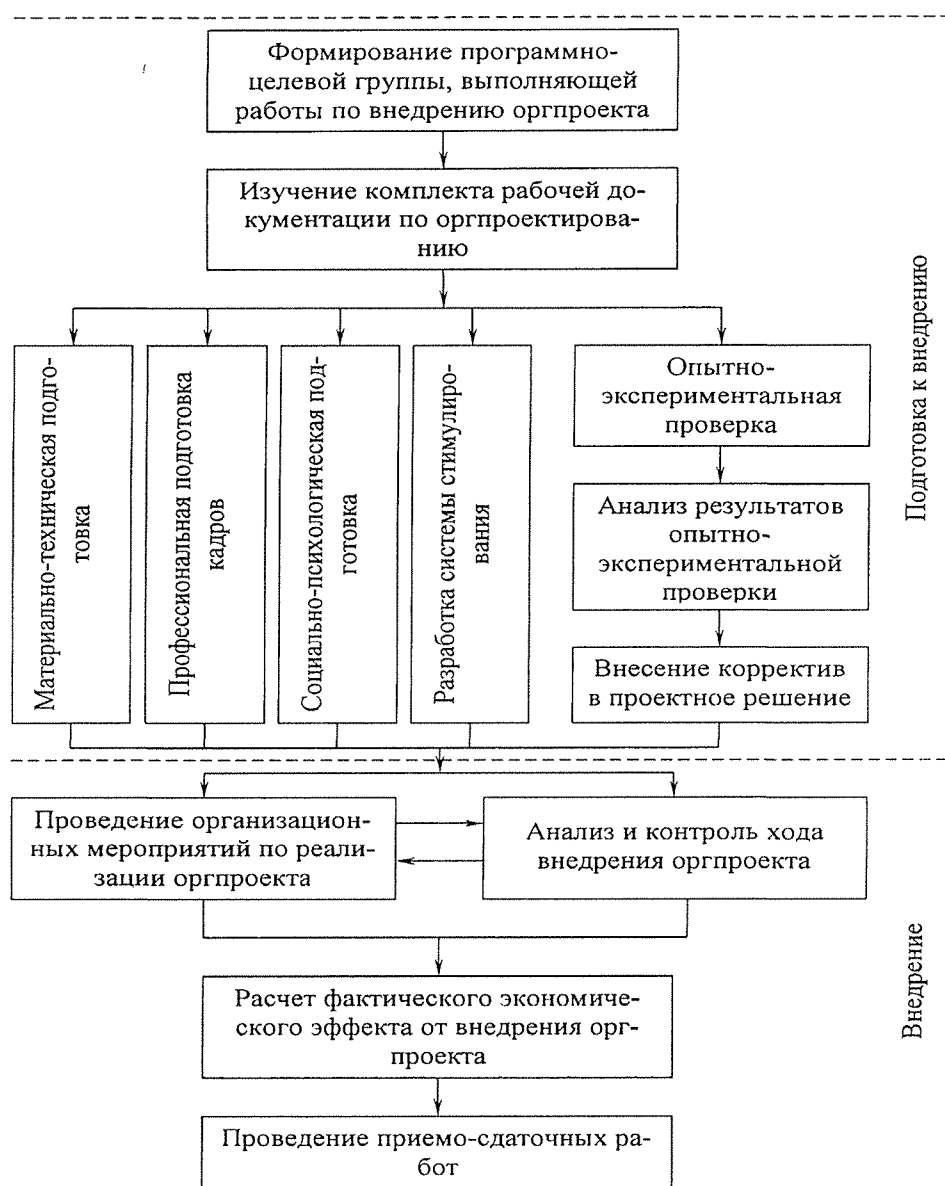 Формирование программно-
целевой группы, выполняющей
работы по внедрению оргпроекта
Изучение комплекта рабочей до-
кументации по оргпроектирова-
нию
Материально-техническая подго-
товка
Профессиональная подготовка
кадров
Социально-психологическая под-
готовка
Разработка системы стимулиро-
вания
Опытно-
экспериментальная
проверка
Анализ результатов
опытно-
экспериментальной
проверки
Внесение корректив
в проектное решение
Подготовка к внедрению
Проведение организацион-
ных мероприятий по реали-
зации оргпроекта
Анализ и контроль хода
внедрения оргпроекта
Расчет фактического экономиче-
ского эффекта от внедрения орг-
проекта
Проведение приемо-сдаточных ра-
бот
Внедрение